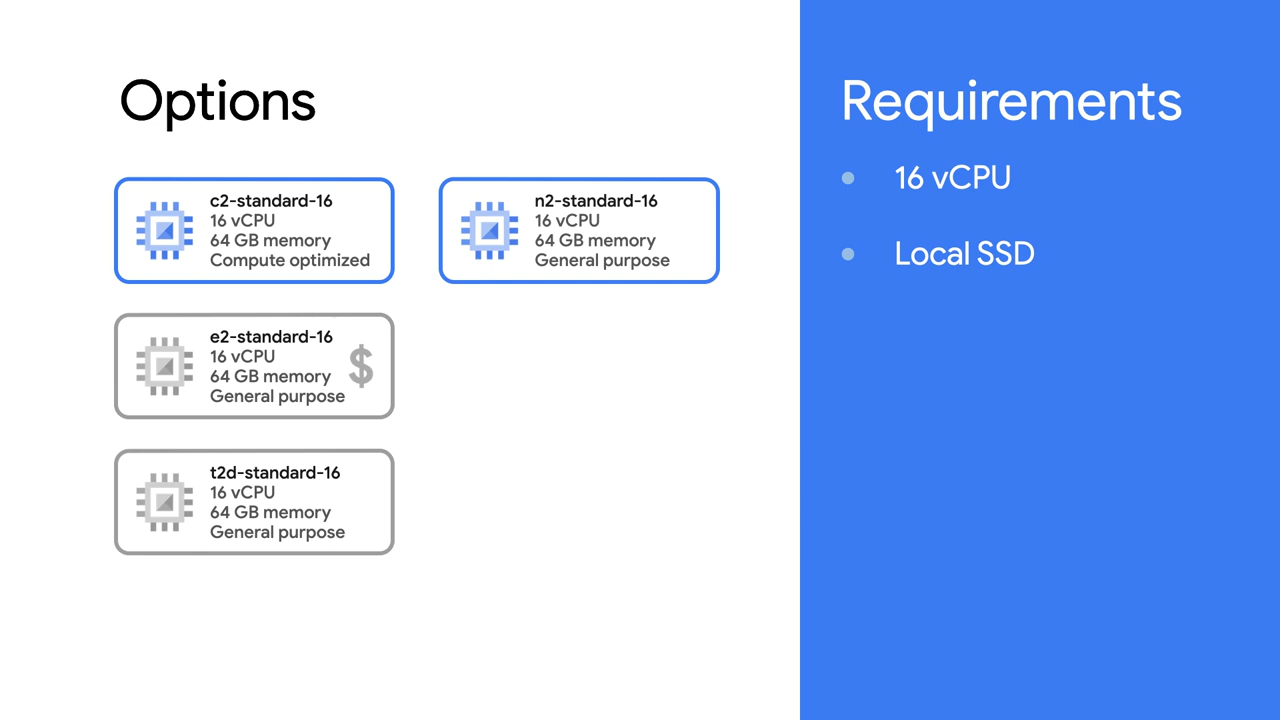 Options
c2-standard-16
16 vCPU
64 GB memory
Compute optimized
n2-standard-16
16 vCPU
64 GB memory
General purpose
e2-standard-16
16 vCPU
64 GB memory
General purpose
$
t2d-standard-16
16 vCPU
64 GB memory
General purpose
Requirements
16 vCPU
Local SSD